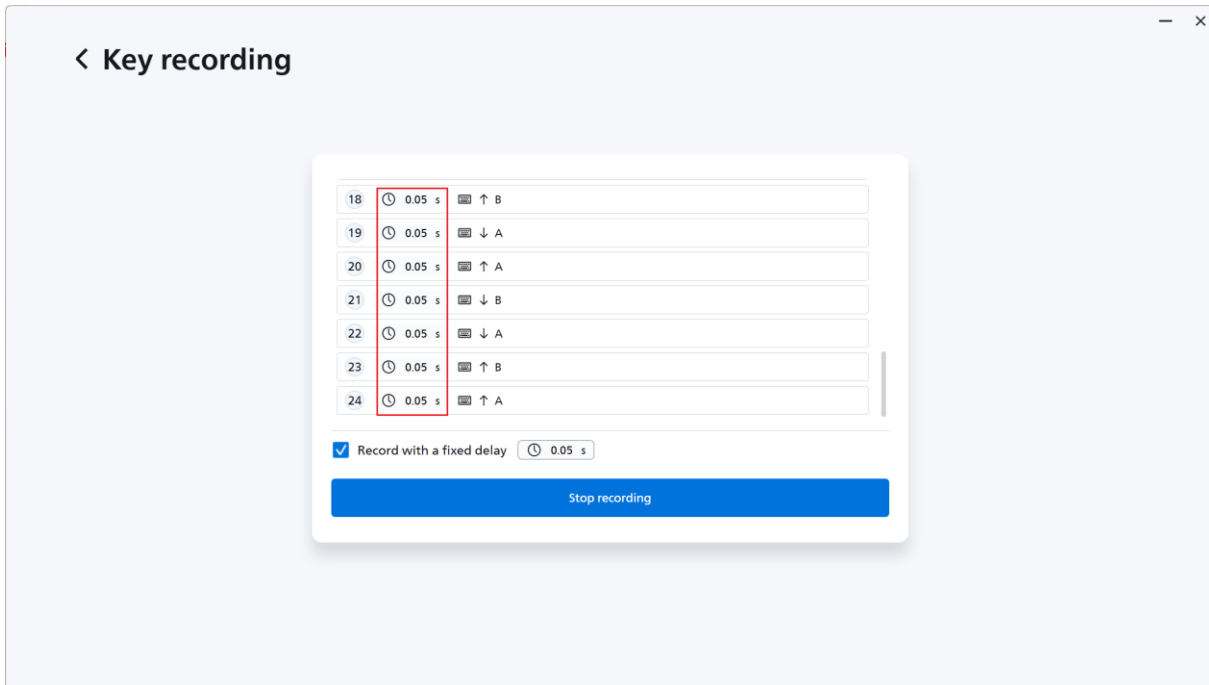 Key recording
18 0.05 s ↑ B
19 0.05 s ↓ A
20 0.05 s ↑ A
21 0.05 s ↓ B
22 0.05 s ↓ A
23 0.05 s ↑ B
24 0.05 s ↑ A
Record with a fixed delay 0.05 s
Stop recording